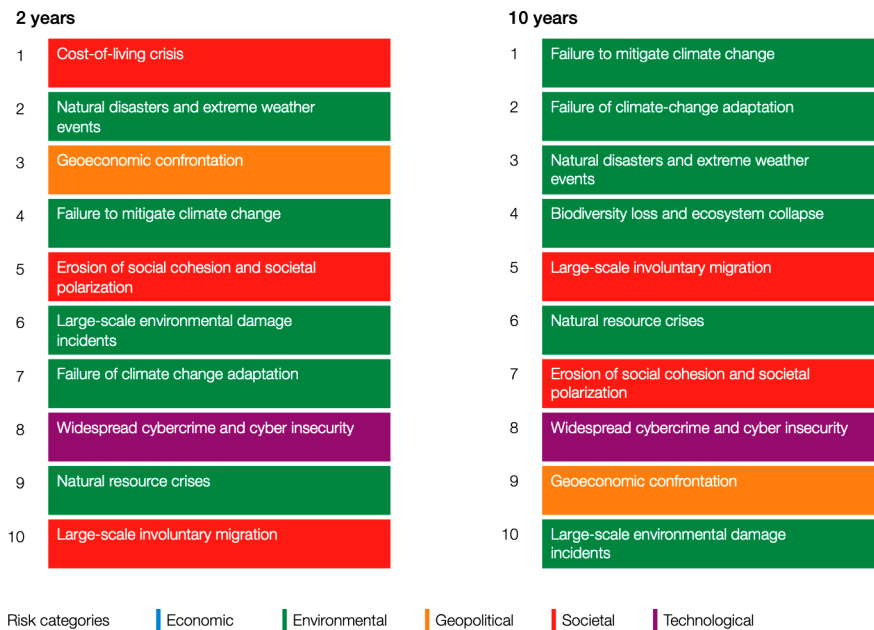 2 years
1 Cost-of-living crisis
2 Natural disasters and extreme weather
events
3 Geoeconomic confrontation
4 Failure to mitigate climate change
5 Erosion of social cohesion and societal
polarization
6 Large-scale environmental damage
incidents
7 Failure of climate change adaptation
8 Widespread cybercrime and cyber insecurity
9 Natural resource crises
10 Large-scale involuntary migration
10 years
1 Failure to mitigate climate change
2 Failure of climate-change adaptation
3 Natural disasters and extreme weather
events
4 Biodiversity loss and ecosystem collapse
5 Large-scale involuntary migration
6 Natural resource crises
7 Erosion of social cohesion and societal
polarization
8 Widespread cybercrime and cyber insecurity
9 Geoeconomic confrontation
10 Large-scale environmental damage
incidents
Risk categories Economic Environmental Geopolitical Societal Technological